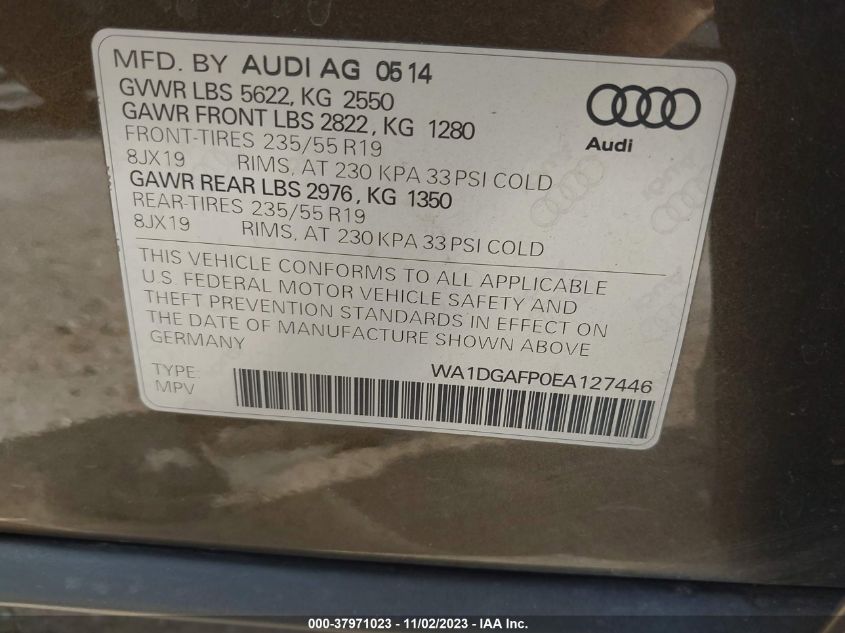 MFD. BY AUDI AG 0514
GVWR LBS 5622, KG 2550
GAWR FRONT LBS 2822, KG 1280
FRONT-TIRES 235/55 R19
8JX19 RIMS, AT 230 KPA 33 PSI COLD
GAWR REAR LBS 2976, KG 1350
REAR-TIRES 235/55 R19
8JX19 RIMS, AT 230 KPA 33 PSI COLD
Audi
THIS VEHICLE CONFORMS TO ALL APPLICABLE
U.S. FEDERAL MOTOR VEHICLE SAFETY AND
THEFT PREVENTION STANDARDS IN EFFECT ON
THE DATE OF MANUFACTURE SHOWN ABOVE
GERMANY
TYPE: WA1DGAFP0EA127446
MPV
000-37971023 - 11/02/2023 - IAA Inc.